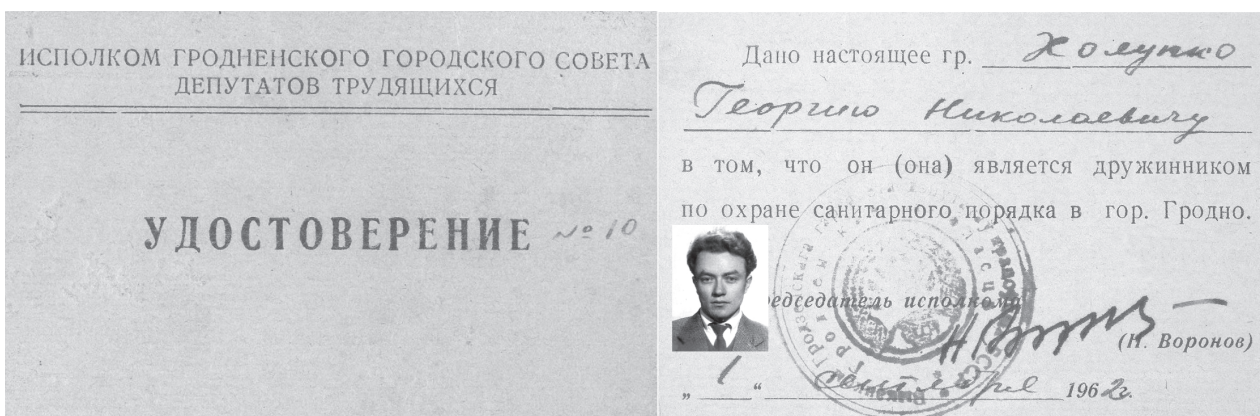 ИСПОЛКОМ ГРОДНЕНСКОГО ГОРОДСКОГО СОВЕТА
ДЕПУТАТОВ ТРУДЯЩИХСЯ
УДОСТОВЕРЕНИЕ № 10
Дано настоящее гр. Холупко
Георгию Николаевичу
в том, что он (она) является дружинником
по охране санитарного порядка в гор. Гродно.
редседатель исполкома
(Н. Воронов)
„ 1 “ сентября 1962г.